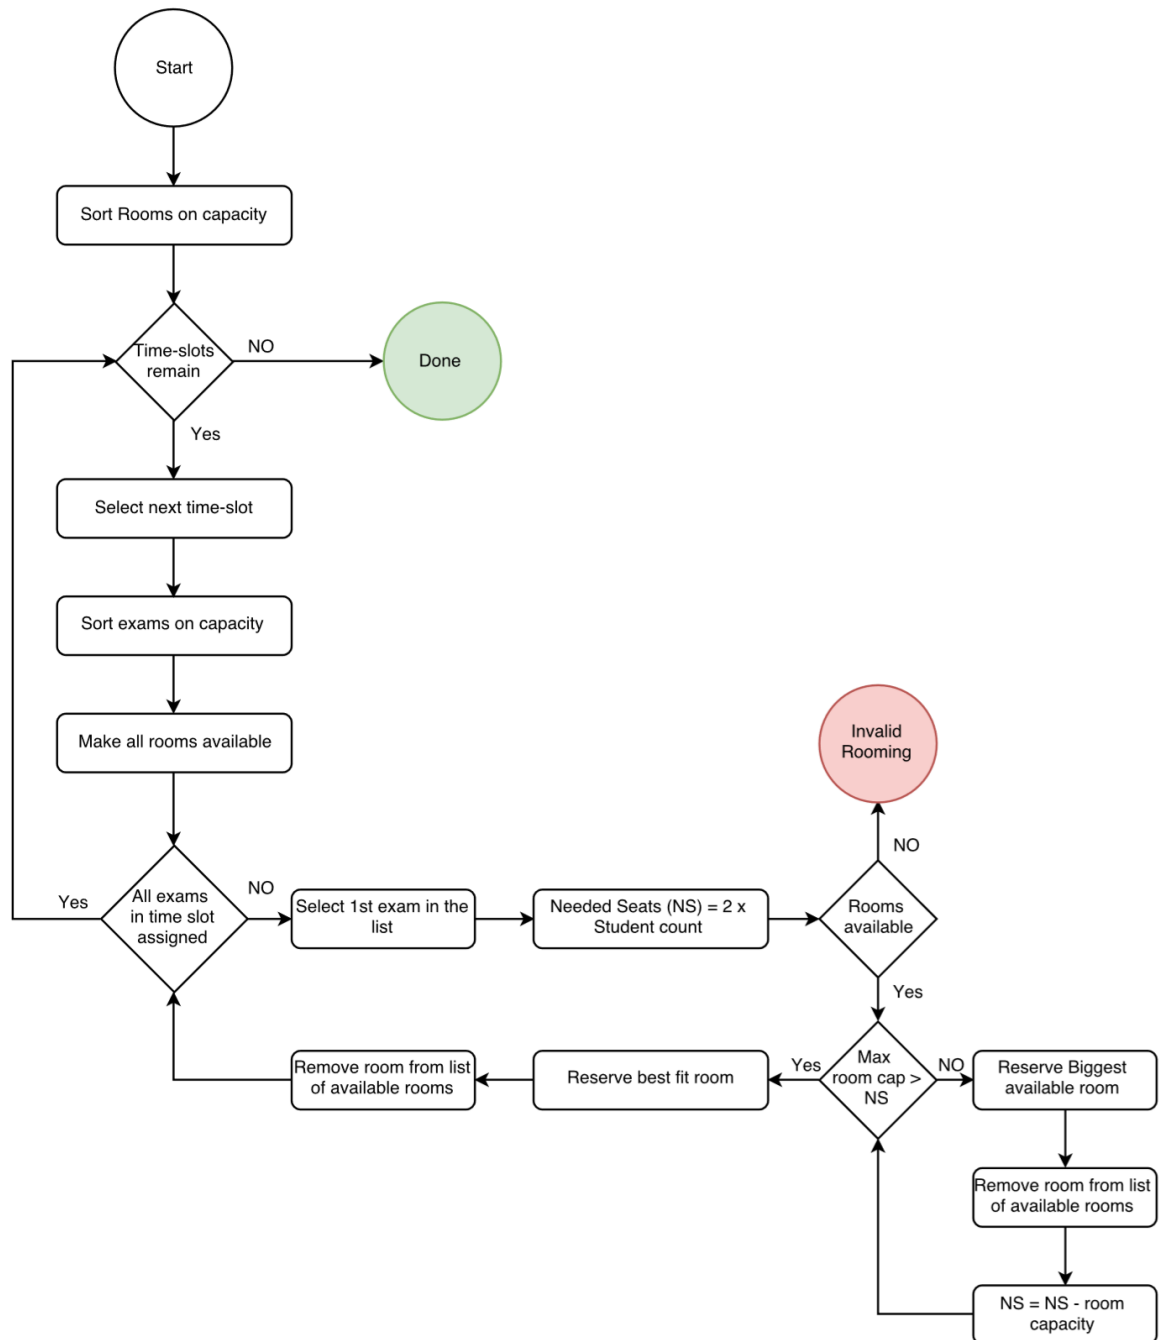 Start
Sort Rooms on capacity
Time-slots
remain
NO
Done
Yes
Select next time-slot
Sort exams on capacity
Make all rooms available
Invalid
Rooming
NO
All exams
in time slot
assigned
Yes
NO
Select 1st exam in the
list
Needed Seats (NS) = 2 x
Student count
Rooms
available
Yes
Max
room cap >
NS
Yes
NO
Reserve best fit room
Remove room from list
of available rooms
Reserve Biggest
available room
Remove room from list
of available rooms
NS = NS - room
capacity